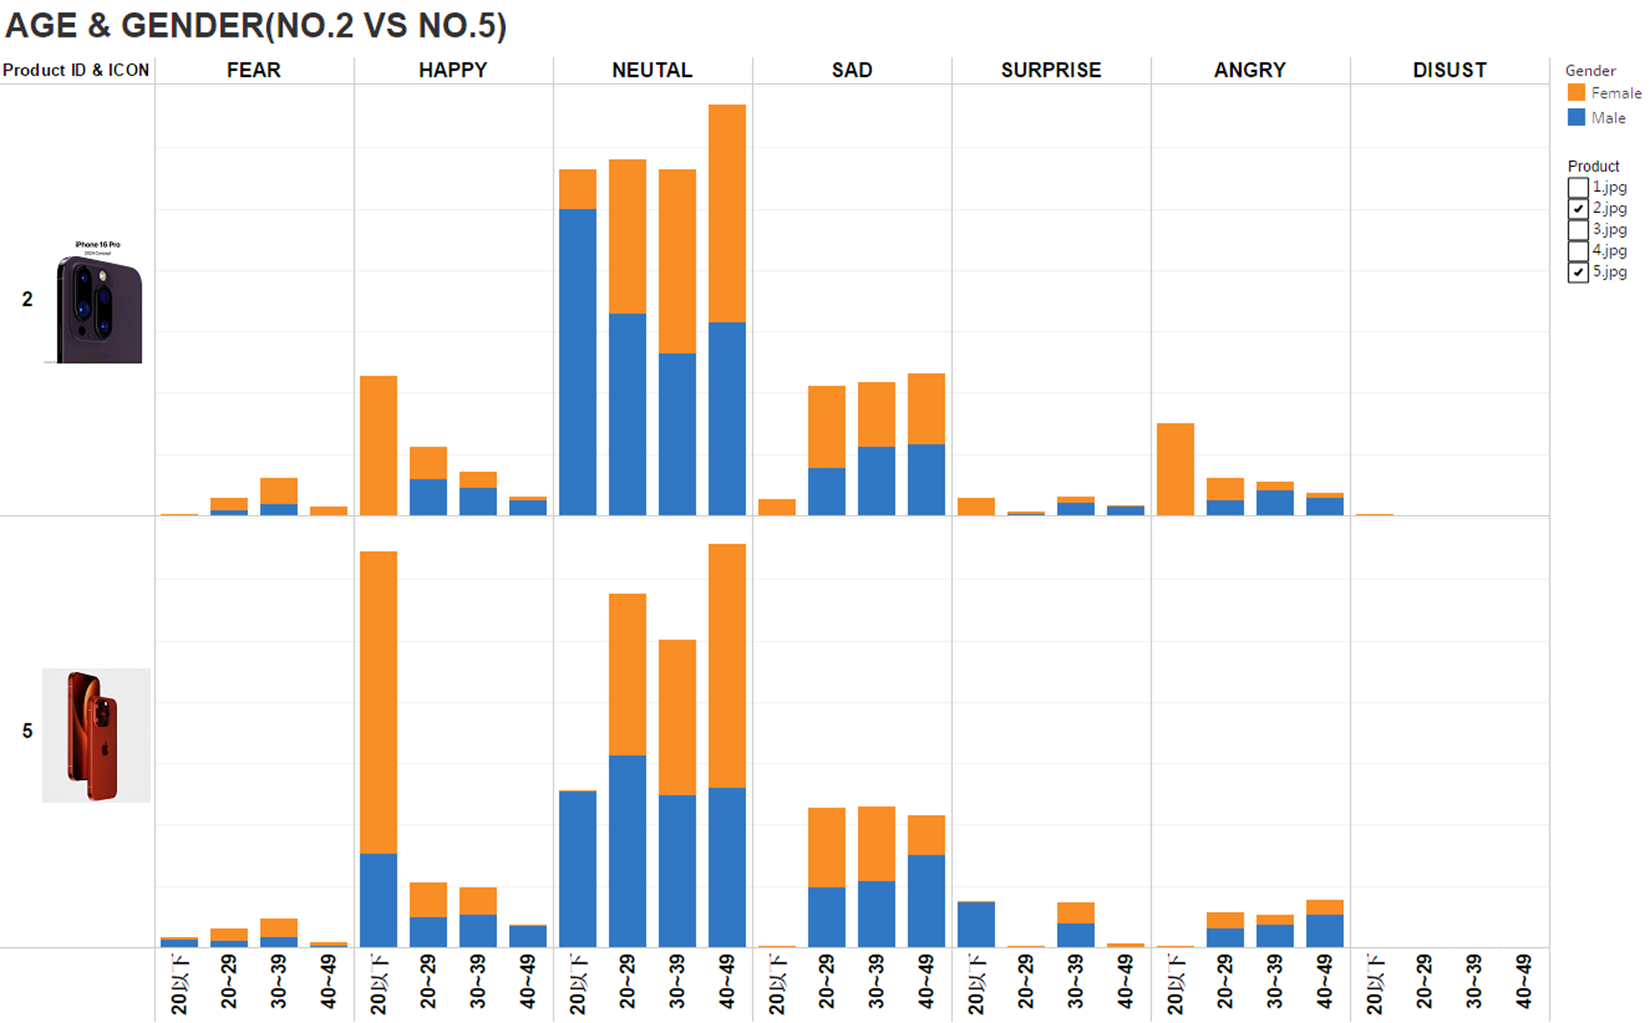 AGE & GENDER(NO.2 VS NO.5)
Product ID & ICON FEAR HAPPY NEUTAL SAD SURPRISE ANGRY DISUST
Gender
Female
Male
Product
1.jpg
2.jpg
3.jpg
4.jpg
5.jpg
iPhone 16 Pro
2024 Concept
2
5
20以下 20~29 30~39 40~49 20以下 20~29 30~39 40~49 20以下 20~29 30~39 40~49 20以下 20~29 30~39 40~49 20以下 20~29 30~39 40~49 20以下 20~29 30~39 40~49 20以下 20~29 30~39 40~49